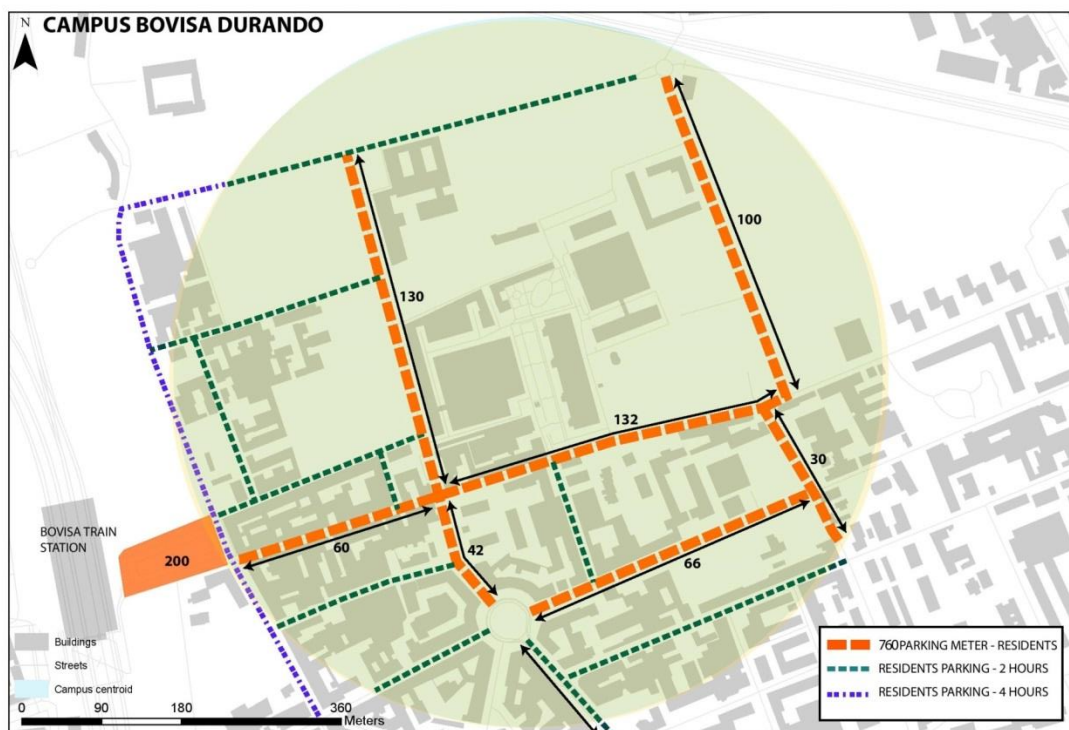 N
CAMPUS BOVISA DURANDO
100
130
132
30
BOVISA TRAIN
STATION
200
60
42
66
Buildings
Streets
Campus centroid
0 90 180 360
Meters
760PARKING METER - RESIDENTS
RESIDENTS PARKING - 2 HOURS
RESIDENTS PARKING - 4 HOURS